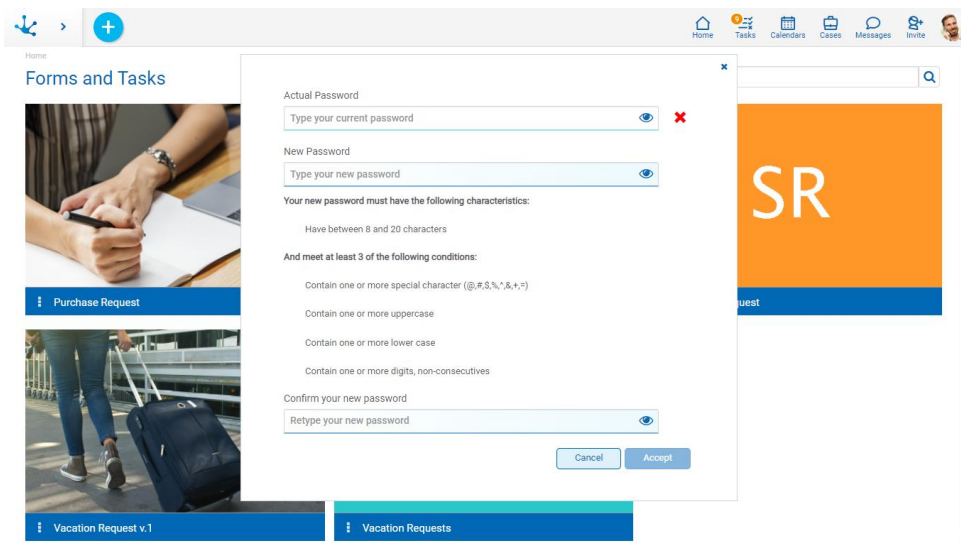 Home
9
Tasks
Calendars
Cases
Messages
Invite
Home
Forms and Tasks
Actual Password
Type your current password
New Password
Type your new password
Your new password must have the following characteristics:
Have between 8 and 20 characters
And meet at least 3 of the following conditions:
Contain one or more special character (@,#,$,%,^,&,+,=)
Contain one or more uppercase
Contain one or more lower case
Contain one or more digits, non-consecutives
Confirm your new password
Retype your new password
Cancel
Accept
SR
Purchase Request
Vacation Request v.1
Vacation Requests